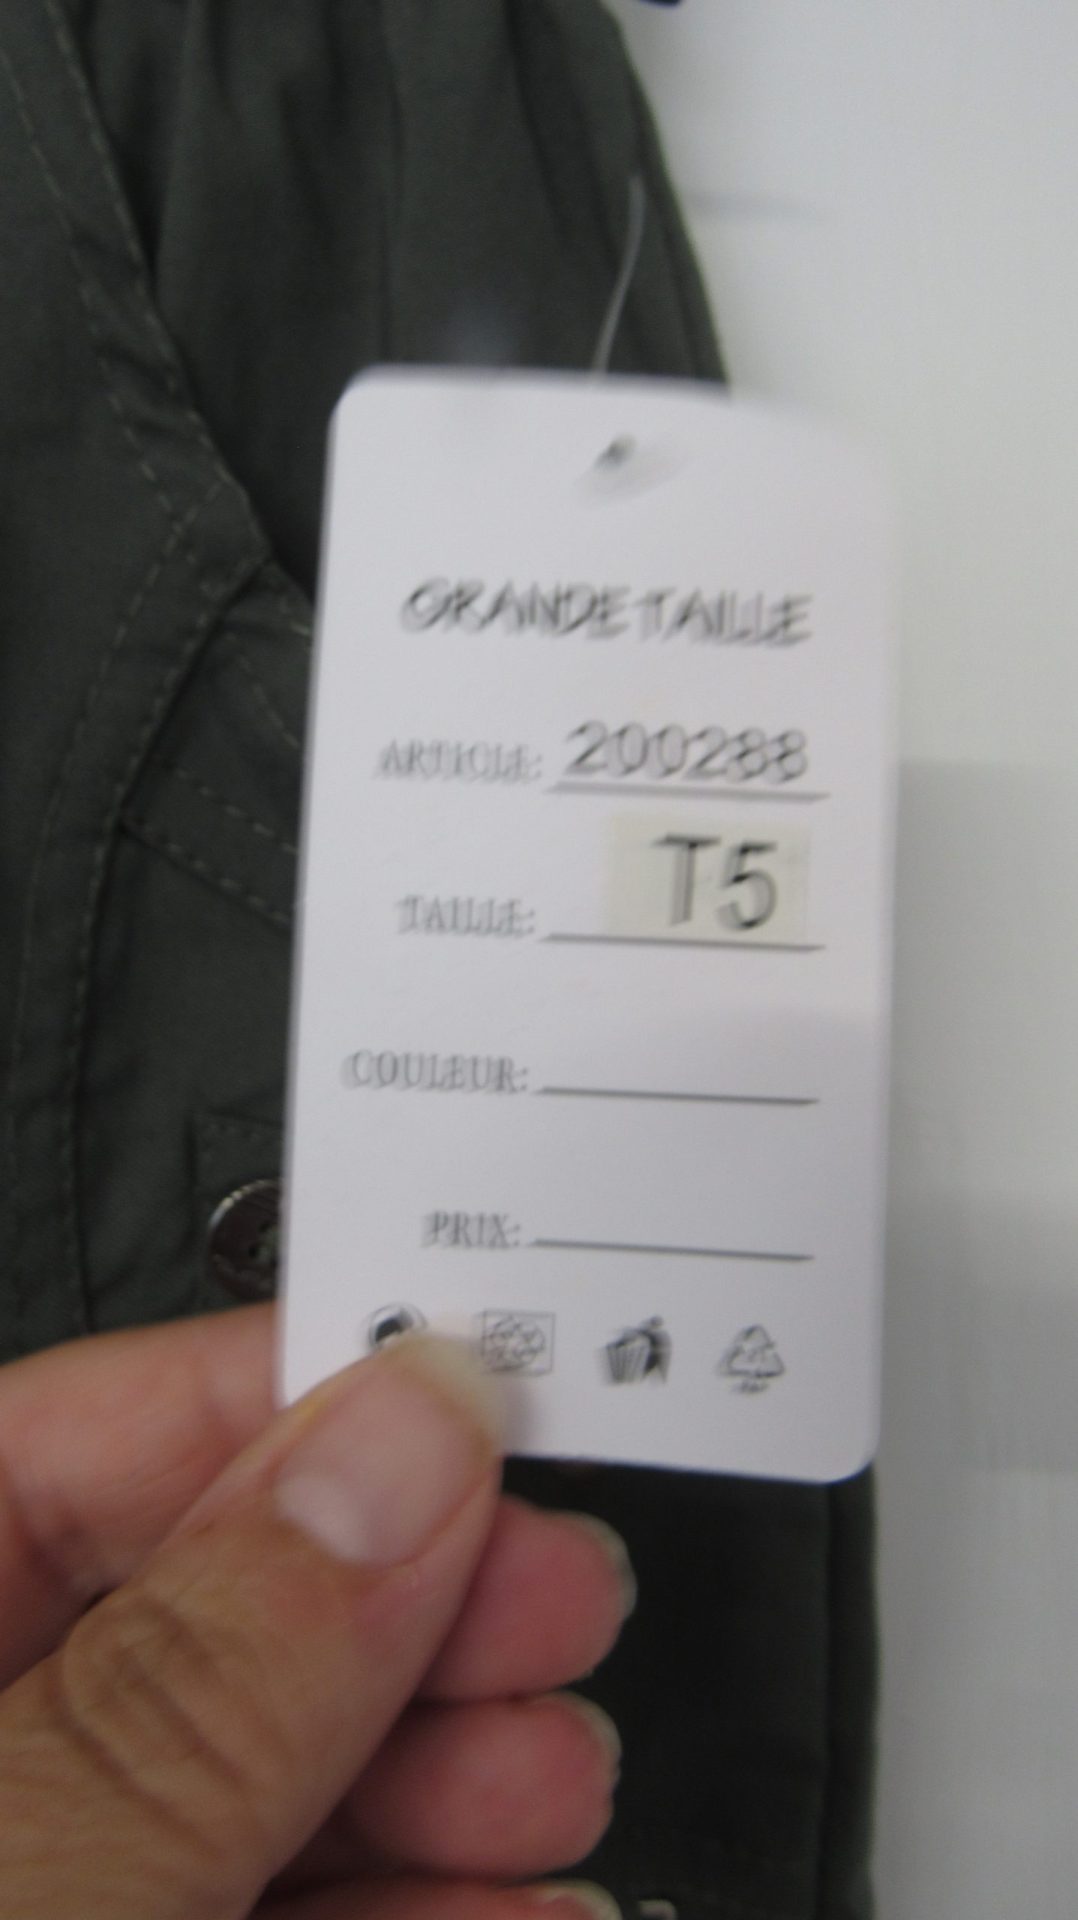 GRANDE TAILLE
ARTICLE: 200288
TAILLE: T5
COULEUR:
PRIX: